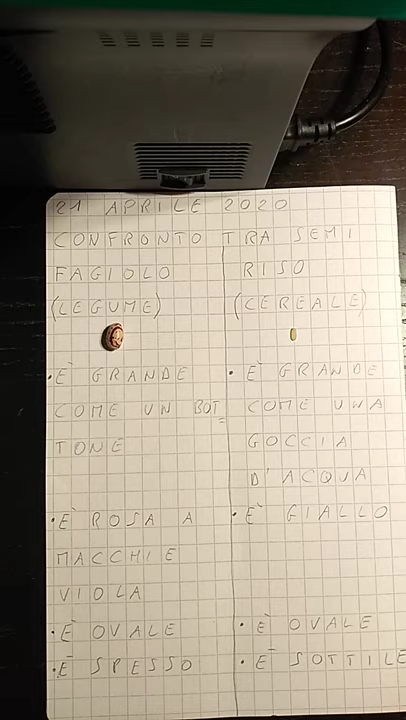 21 APRILE 2020
CONFRONTO TRA SEMI
FAGIOLO
(LEGUME)
• È GRANDE
COME UN BOT=
TONE
• È ROSA A
MACCHIE
VIOLA
• È OVALE
• È SPESSO
RISO
(CEREALE)
• È GRANDE
COME UNA
GOCCIA
D'ACQUA
• È GIALLO
• È OVALE
• È SOTTILE